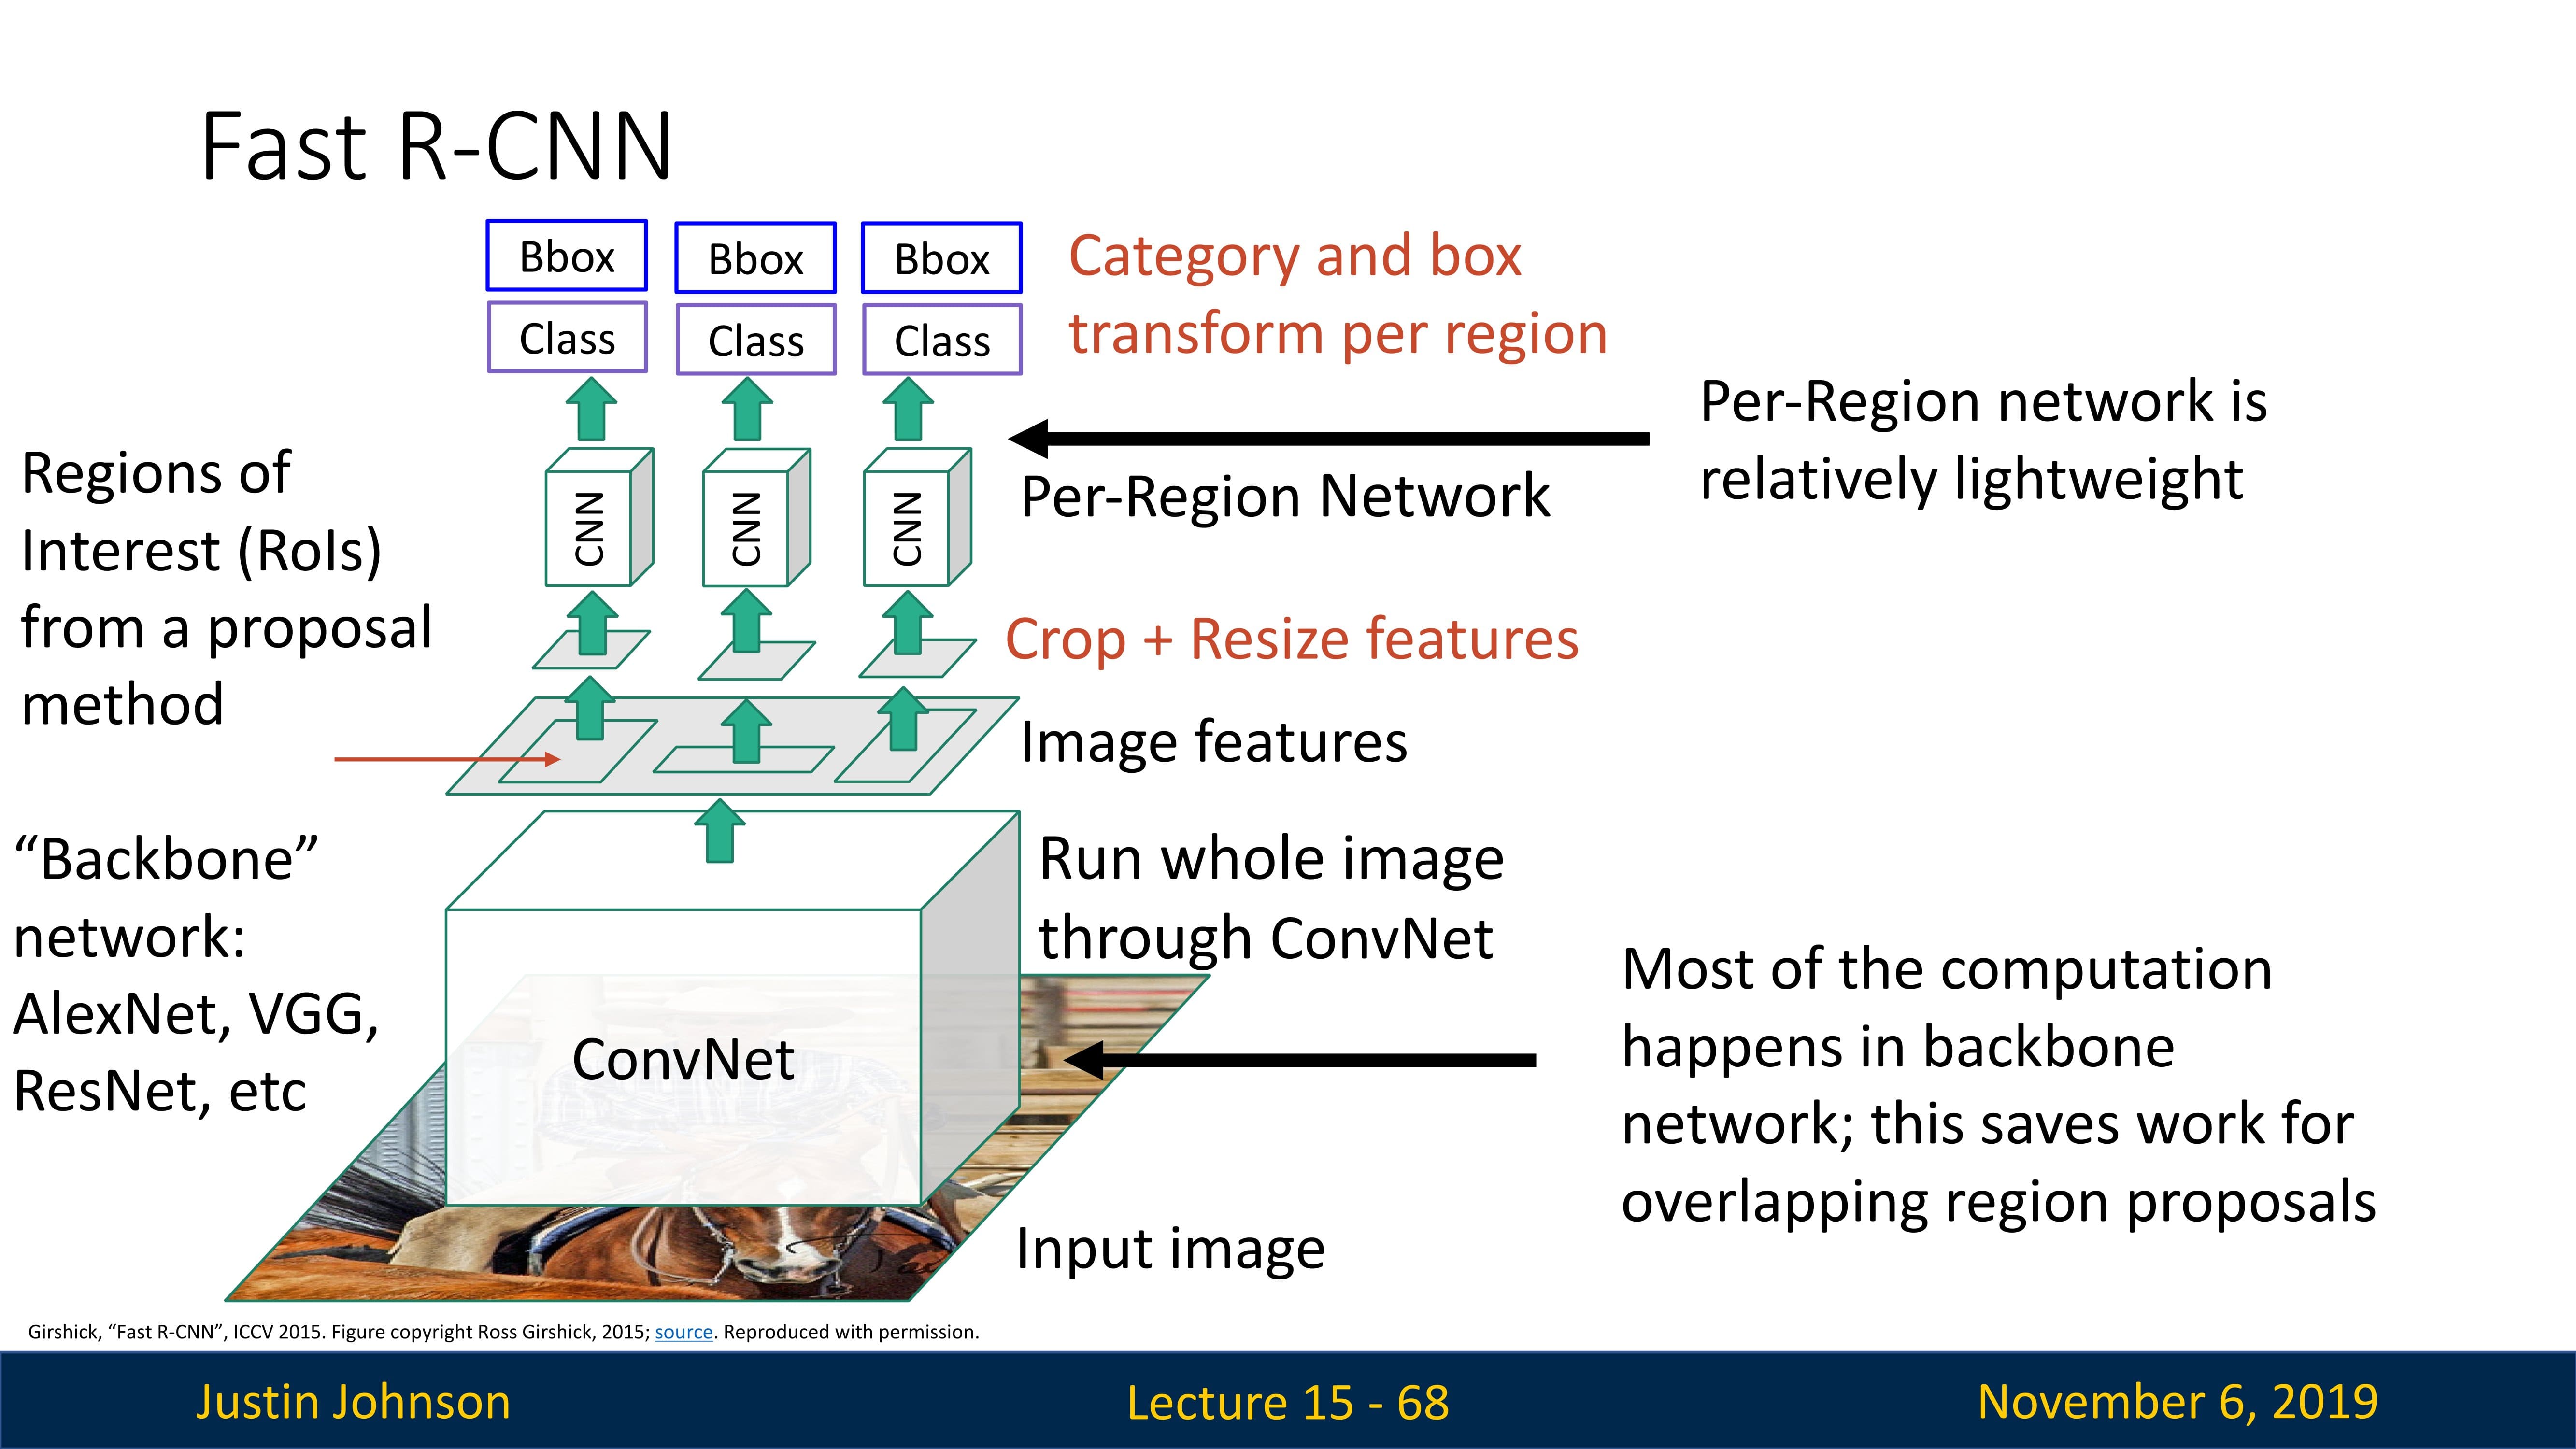 Fast R-CNN
Bbox
Bbox
Bbox
Class
Class
Class
Category and box
transform per region
Per-Region network is
relatively lightweight
Regions of
Interest (RoIs)
from a proposal
method
CNN
CNN
CNN
Per-Region Network
Crop + Resize features
Image features
“Backbone”
network:
AlexNet, VGG,
ResNet, etc
Run whole image
through ConvNet
ConvNet
Most of the computation
happens in backbone
network; this saves work for
overlapping region proposals
Input image
Girshick, “Fast R-CNN”, ICCV 2015. Figure copyright Ross Girshick, 2015; source. Reproduced with permission.
Justin Johnson
Lecture 15 - 68
November 6, 2019